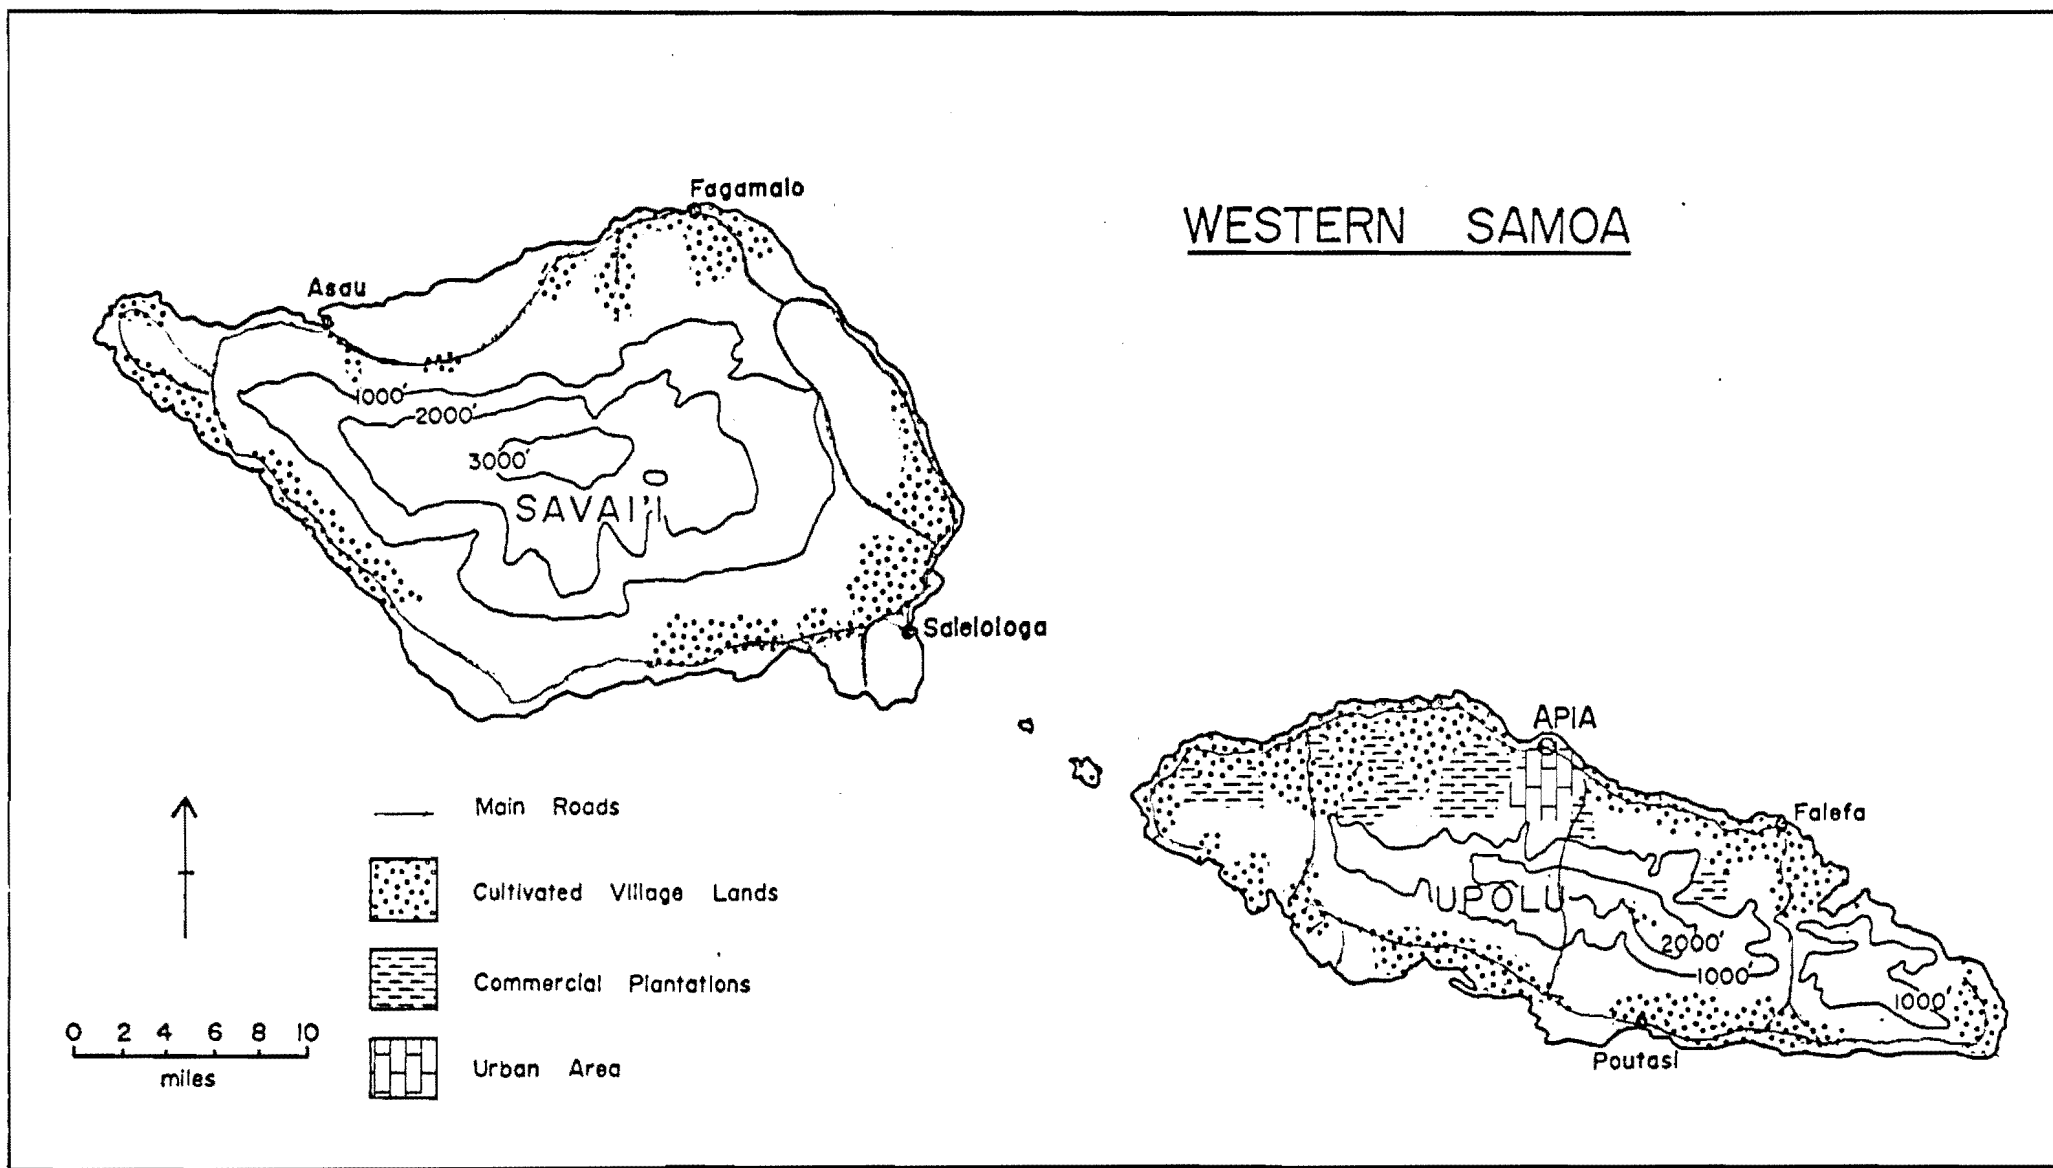 WESTERN SAMOA
Fagamalo
Asau
1000'
2000'
3000'
SAVAI'I
Salelologa
APIA
Falefa
UPOLU
2000'
1000'
1000'
Poutasi
Main Roads
Cultivated Village Lands
Commercial Plantations
Urban Area
0 2 4 6 8 10
miles